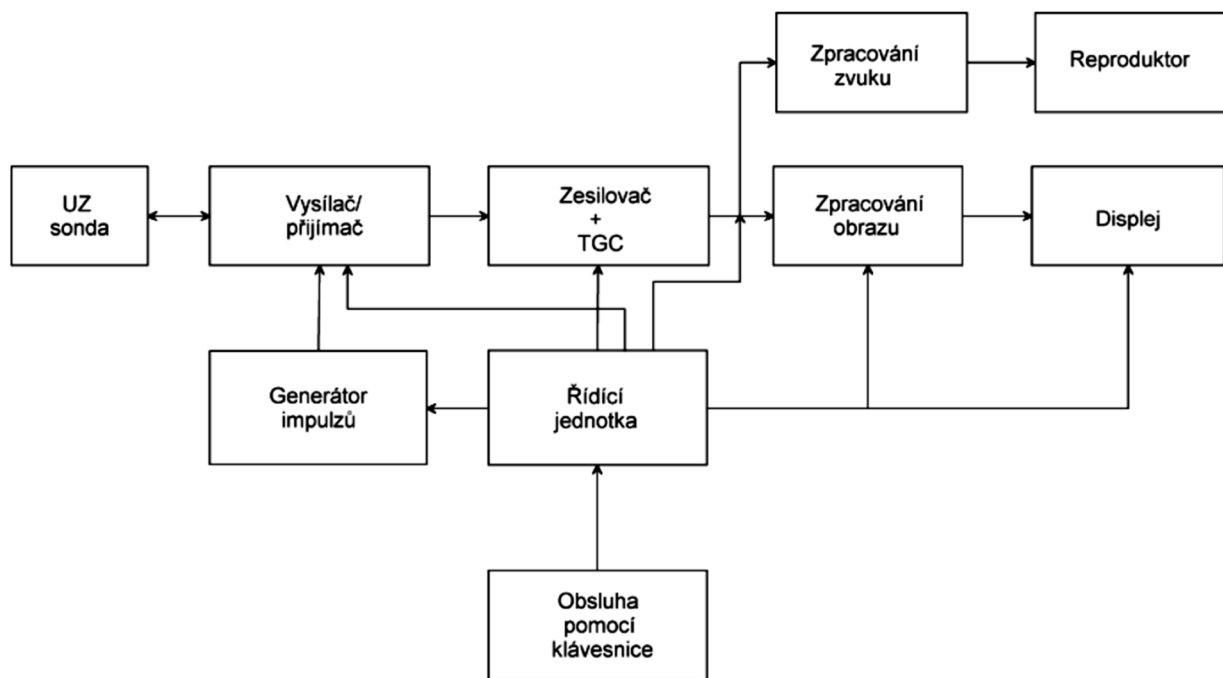 Zpracování
zvuku
Reproduktor
UZ
sonda
Vysílač/
přijímač
Zesilovač
+
TGC
Zpracování
obrazu
Displej
Generátor
impulzů
Řídící
jednotka
Obsluha
pomocí
klávesnice